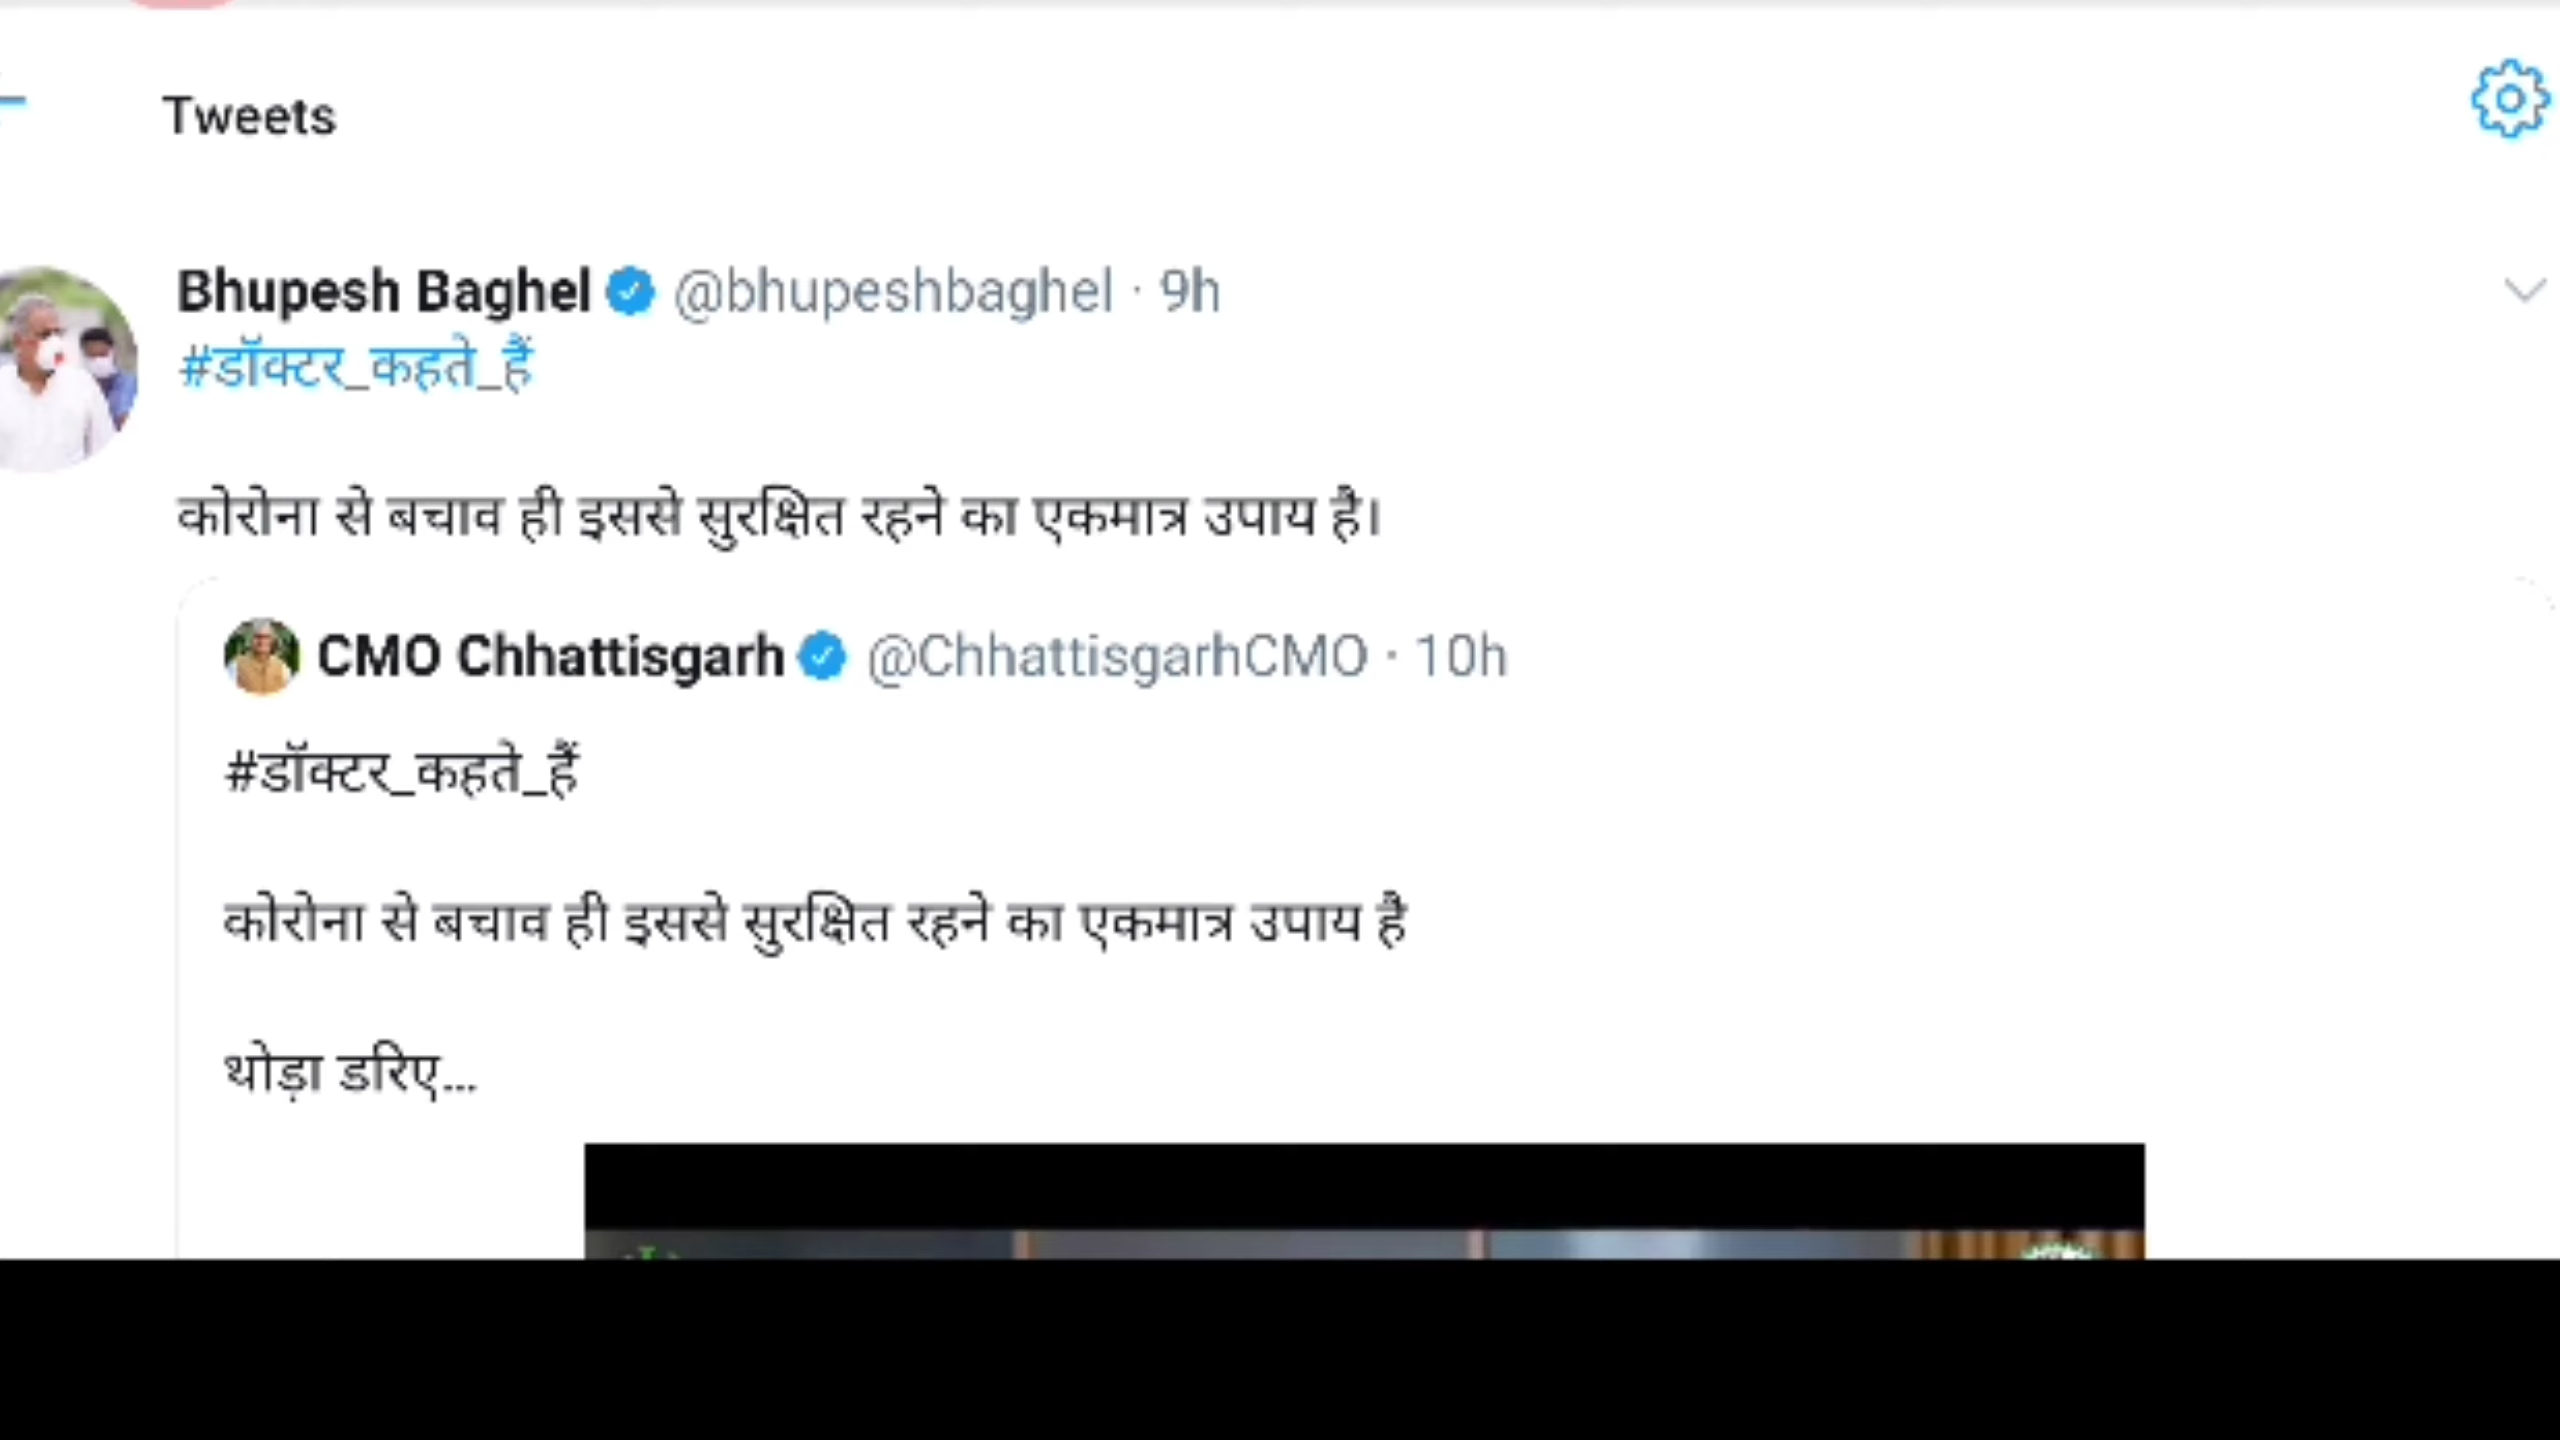 Tweets
Bhupesh Baghel @bhupeshbaghel · 9h
#डॉक्टर_कहते_हैं
कोरोना से बचाव ही इससे सुरक्षित रहने का एकमात्र उपाय है।
CMO Chhattisgarh @ChhattisgarhCMO · 10h
#डॉक्टर_कहते_हैं
कोरोना से बचाव ही इससे सुरक्षित रहने का एकमात्र उपाय है
थोड़ा डरिए...